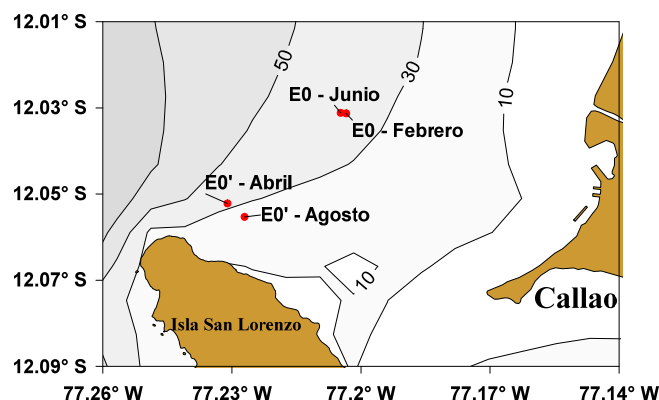 12.01° S
50
30
12.03° S
E0 - Junio
10
E0 - Febrero
12.05° S
E0' - Abril
E0' - Agosto
12.07° S
10
Callao
Isla San Lorenzo
12.09° S
77.26° W 77.23° W 77.2° W 77.17° W 77.14° W